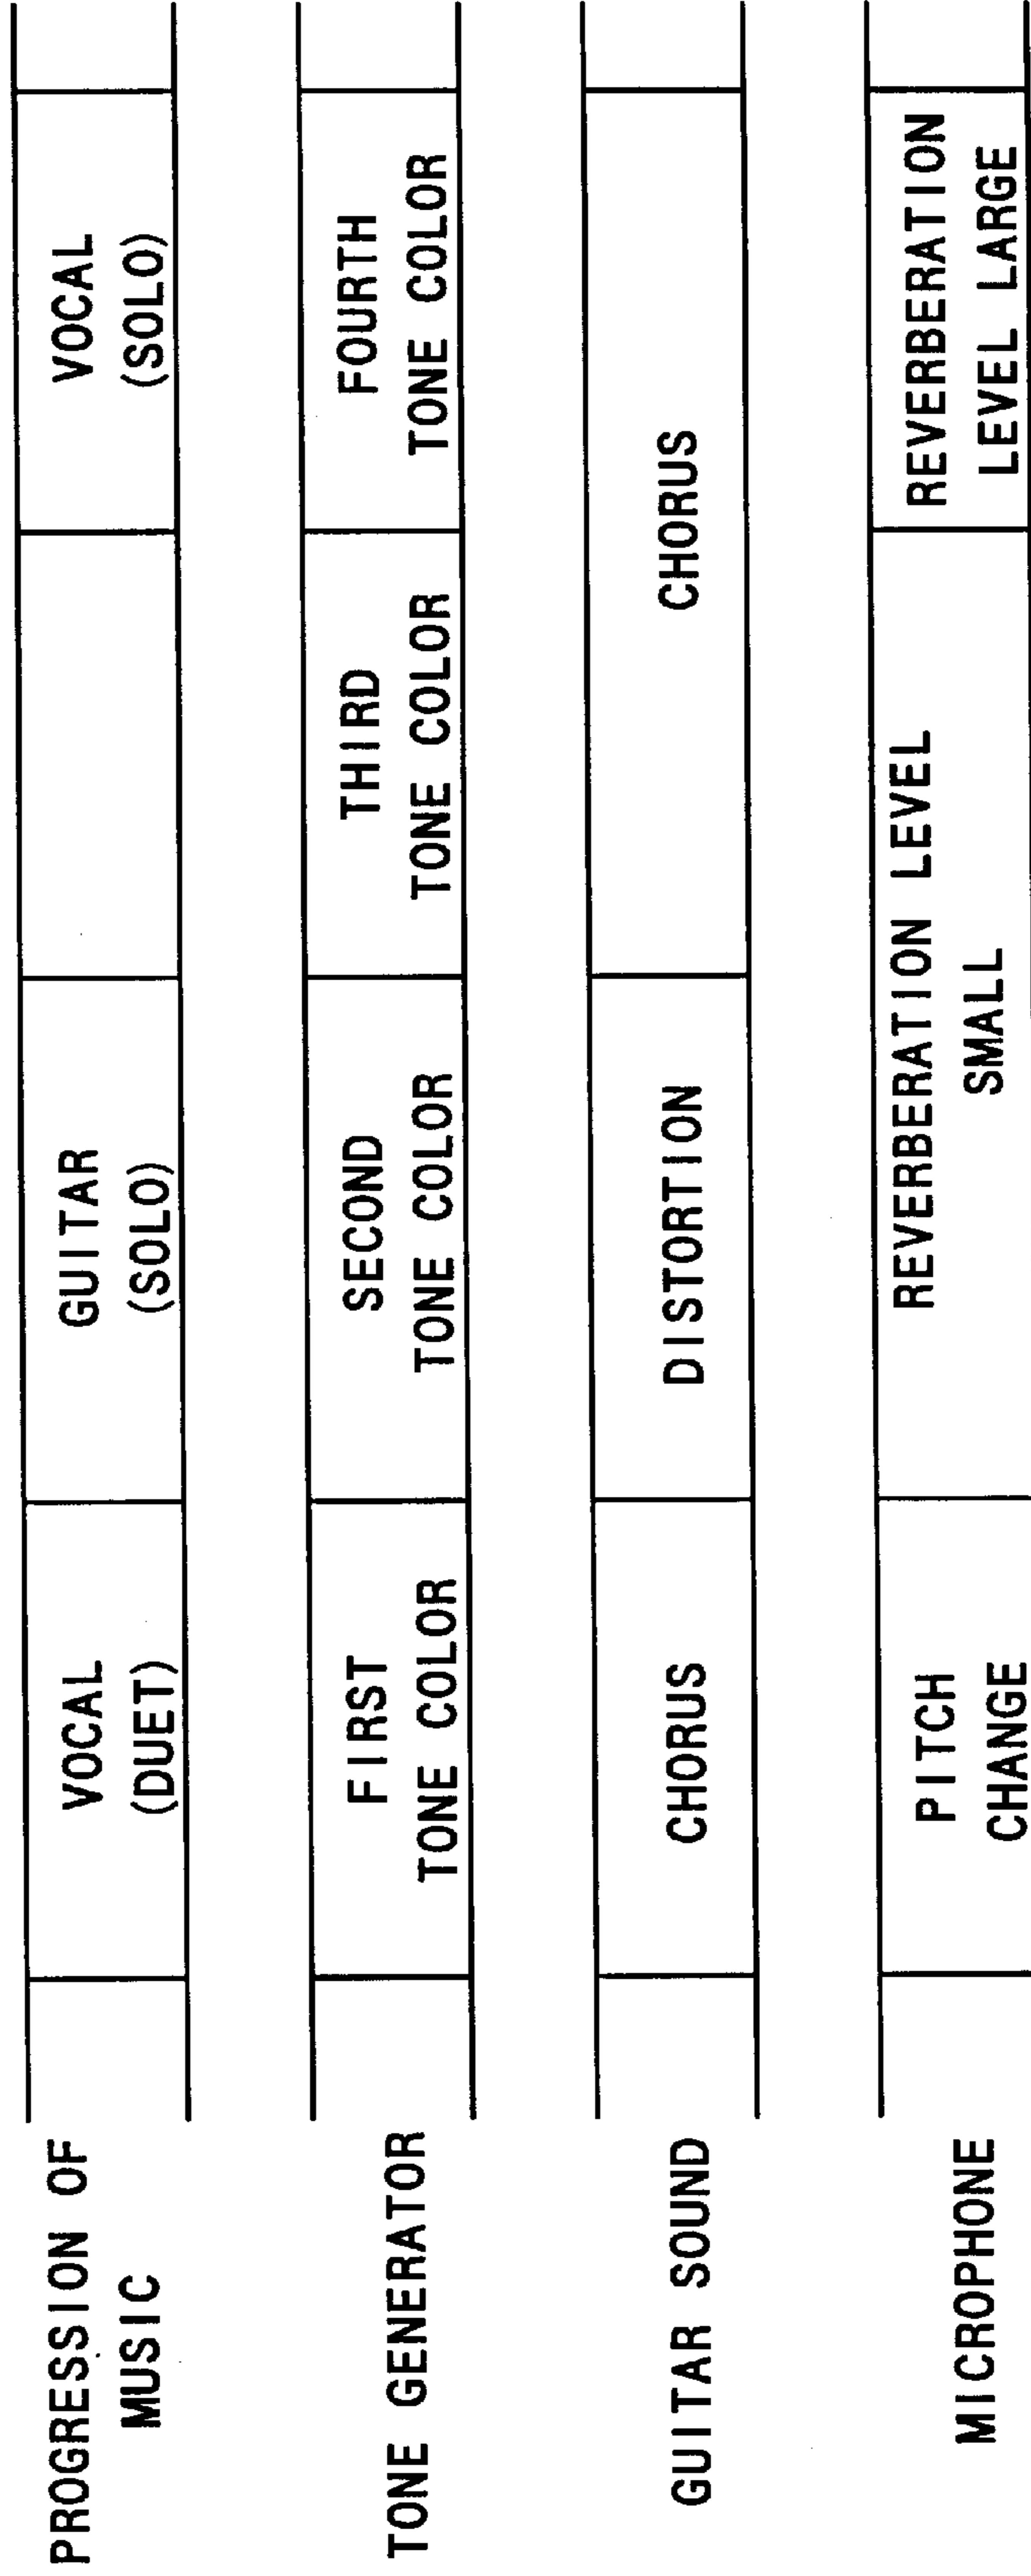 PROGRESSION OF
MUSIC
VOCAL
(DUET)
GUITAR
(SOLO)
VOCAL
(SOLO)
TONE GENERATOR
FIRST
TONE COLOR
SECOND
TONE COLOR
THIRD
TONE COLOR
FOURTH
TONE COLOR
GUITAR SOUND
CHORUS
DISTORTION
CHORUS
MICROPHONE
PITCH
CHANGE
REVERBERATION LEVEL
SMALL
REVERBERATION
LEVEL LARGE